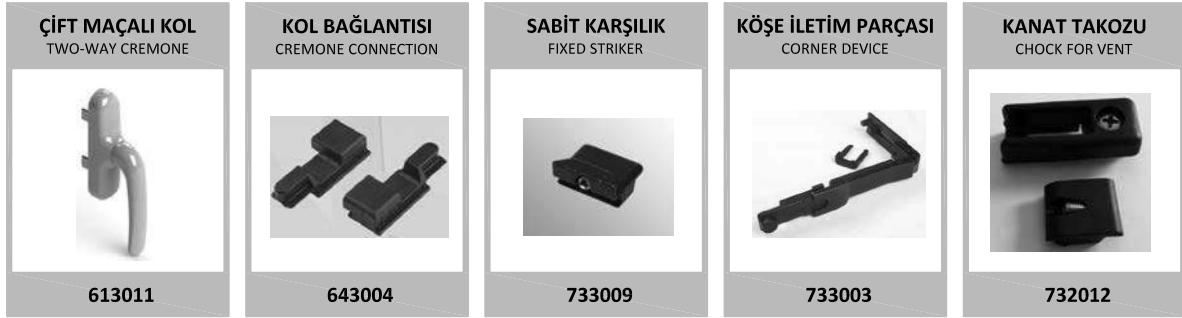 ÇİFT MAÇALI KOL
TWO-WAY CREMONE
613011
KOL BAĞLANTISI
CREMONE CONNECTION
643004
SABİT KARŞILIK
FIXED STRIKER
733009
KÖŞE İLETİM PARÇASI
CORNER DEVICE
733003
KANAT TAKOZU
CHOCK FOR VENT
732012